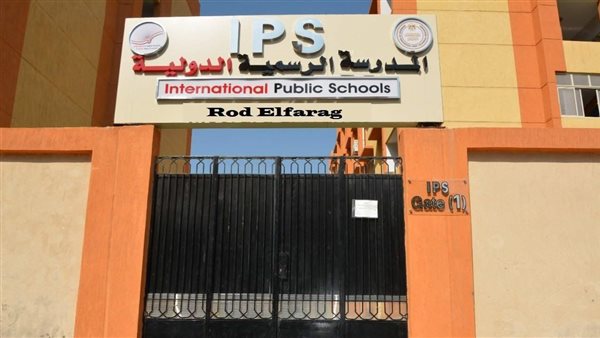 IPS
المدرسة الرسمية الدولية
International Public Schools
Rod Elfarag
IPS
Gate (1)